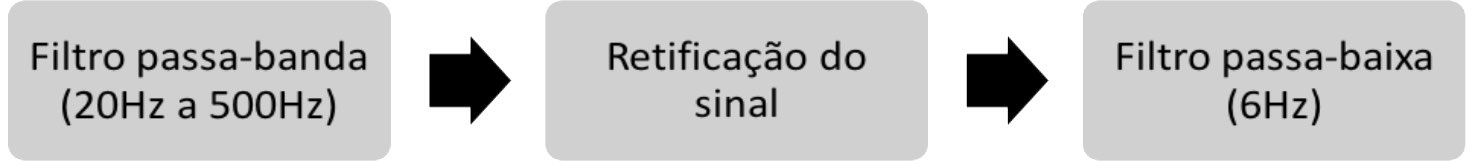 Filtro passa-banda
(20Hz a 500Hz)
Retificação do
sinal
Filtro passa-baixa
(6Hz)